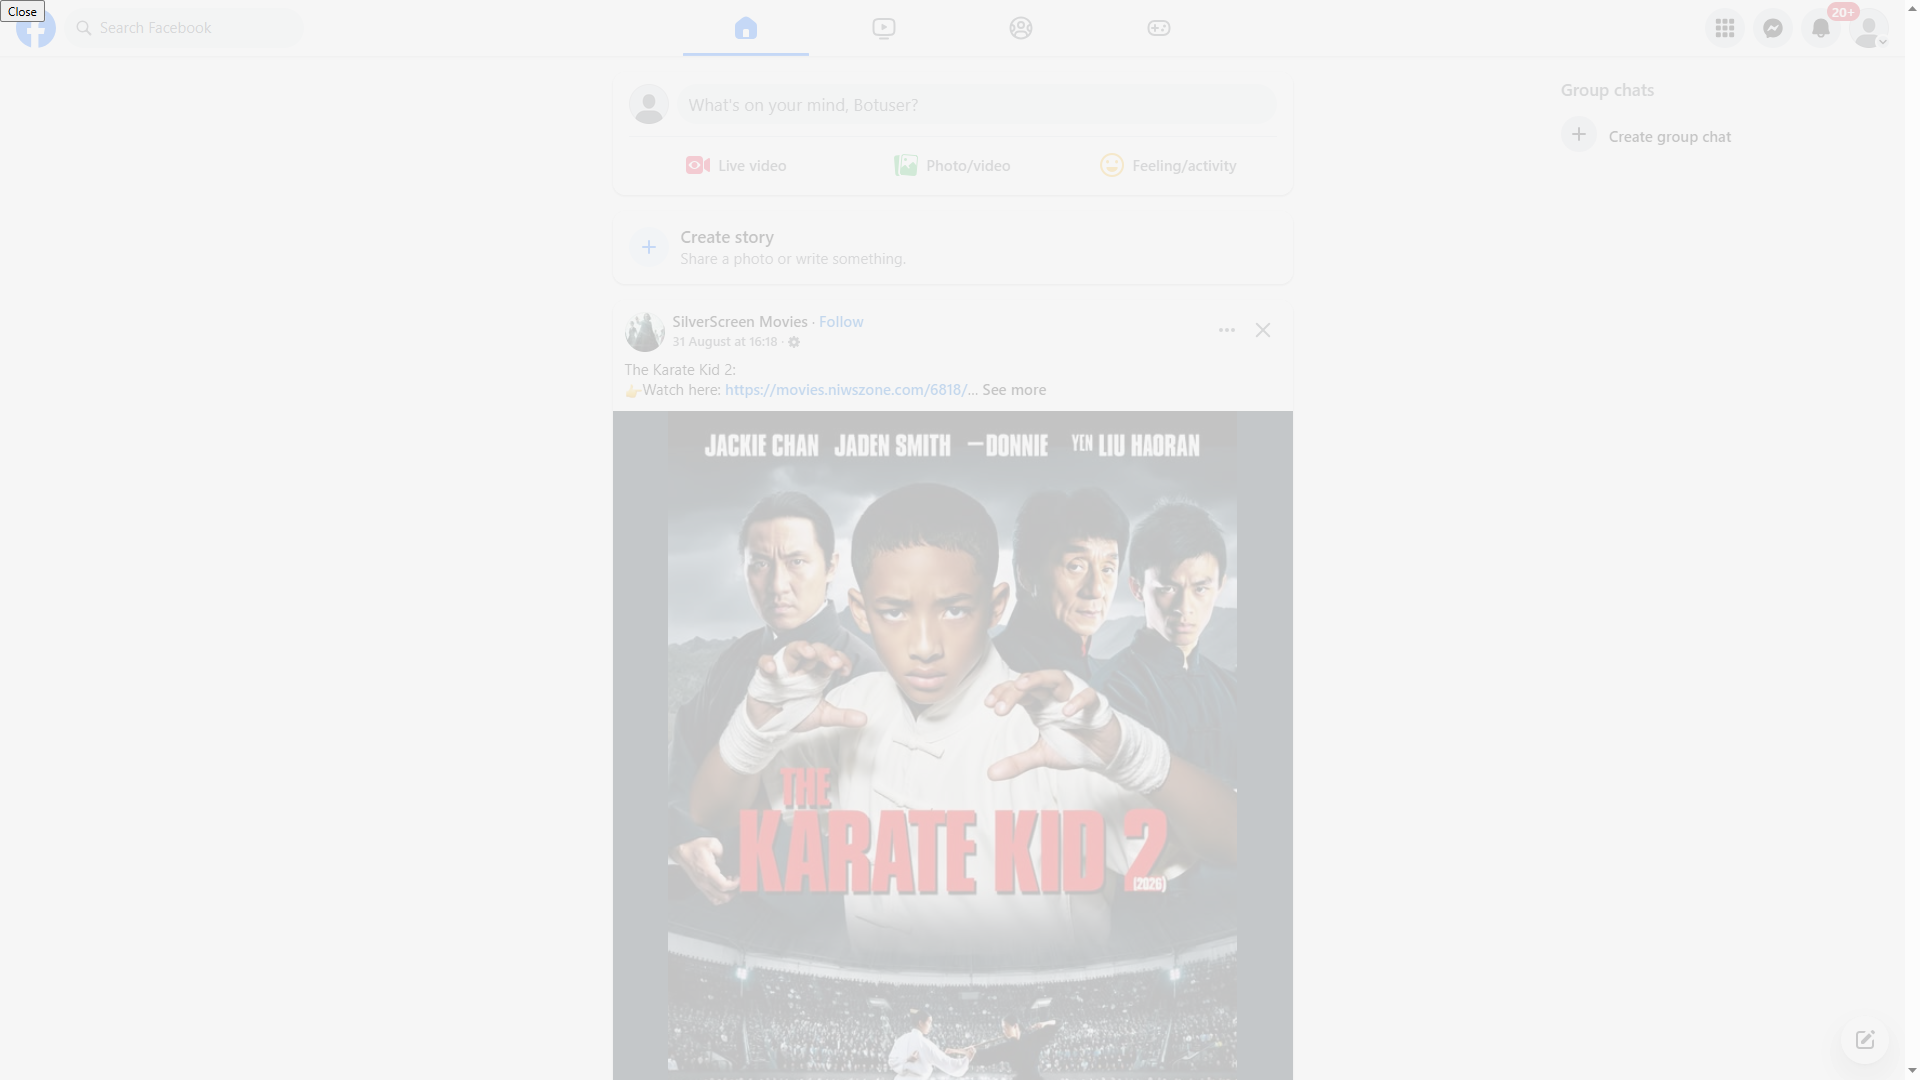 Close
Search Facebook
20+
What's on your mind, Botuser?
Live video
Photo/video
Feeling/activity
Group chats
Create group chat
Create story
Share a photo or write something.
SilverScreen Movies · Follow
31 August at 16:18 ·
The Karate Kid 2:
👉Watch here: https://movies.niwszone.com/6818/... See more
JACKIE CHAN JADEN SMITH —DONNIE YEN LIU HAORAN
THE
KARATE KID 2
(2026)